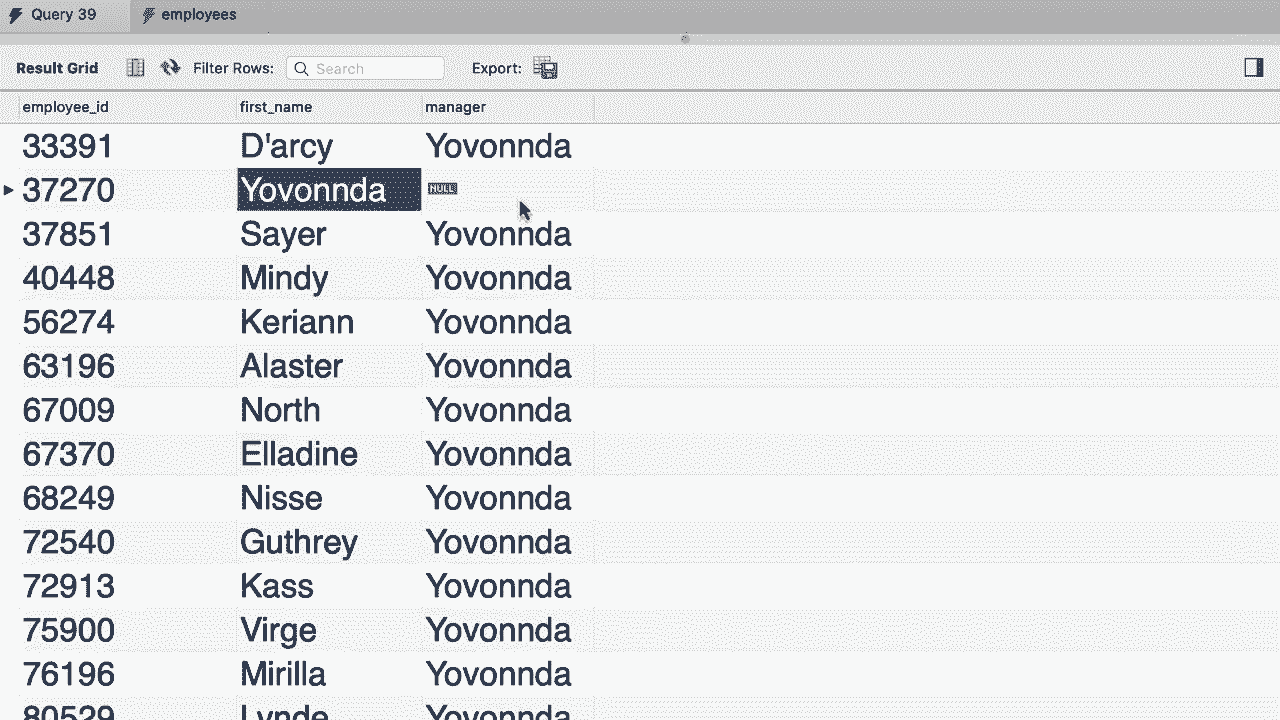 Query 39 employees
Result Grid Filter Rows: Search Export:
employee_id first_name manager
33391 D'arcy Yovonnda
37270 Yovonnda NULL
37851 Sayer Yovonnda
40448 Mindy Yovonnda
56274 Keriann Yovonnda
63196 Alaster Yovonnda
67009 North Yovonnda
67370 Elladine Yovonnda
68249 Nisse Yovonnda
72540 Guthrey Yovonnda
72913 Kass Yovonnda
75900 Virge Yovonnda
76196 Mirilla Yovonnda
80529 Lynde Yovonnda